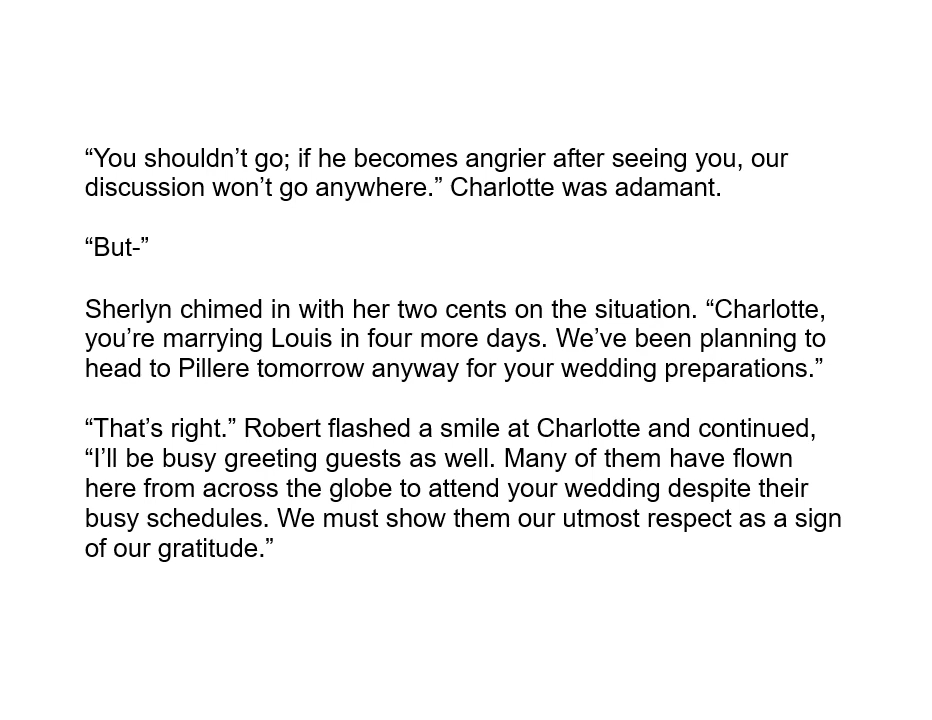 “You shouldn’t go; if he becomes angrier after seeing you, our
discussion won’t go anywhere.” Charlotte was adamant.
“But-”
Sherlyn chimed in with her two cents on the situation. “Charlotte,
you’re marrying Louis in four more days. We’ve been planning to
head to Pillere tomorrow anyway for your wedding preparations.”
“That’s right.” Robert flashed a smile at Charlotte and continued,
“I’ll be busy greeting guests as well. Many of them have flown
here from across the globe to attend your wedding despite their
busy schedules. We must show them our utmost respect as a sign
of our gratitude.”